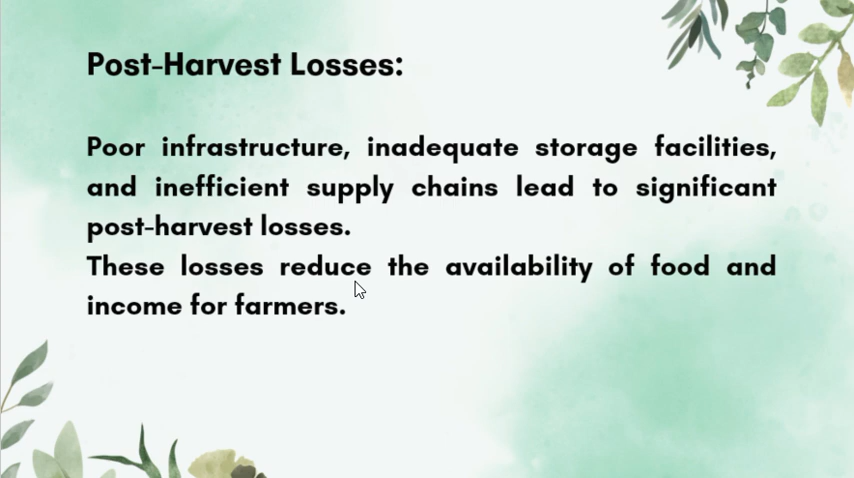 Post-Harvest Losses:
Poor infrastructure, inadequate storage facilities,
and inefficient supply chains lead to significant
post-harvest losses.
These losses reduce the availability of food and
income for farmers.